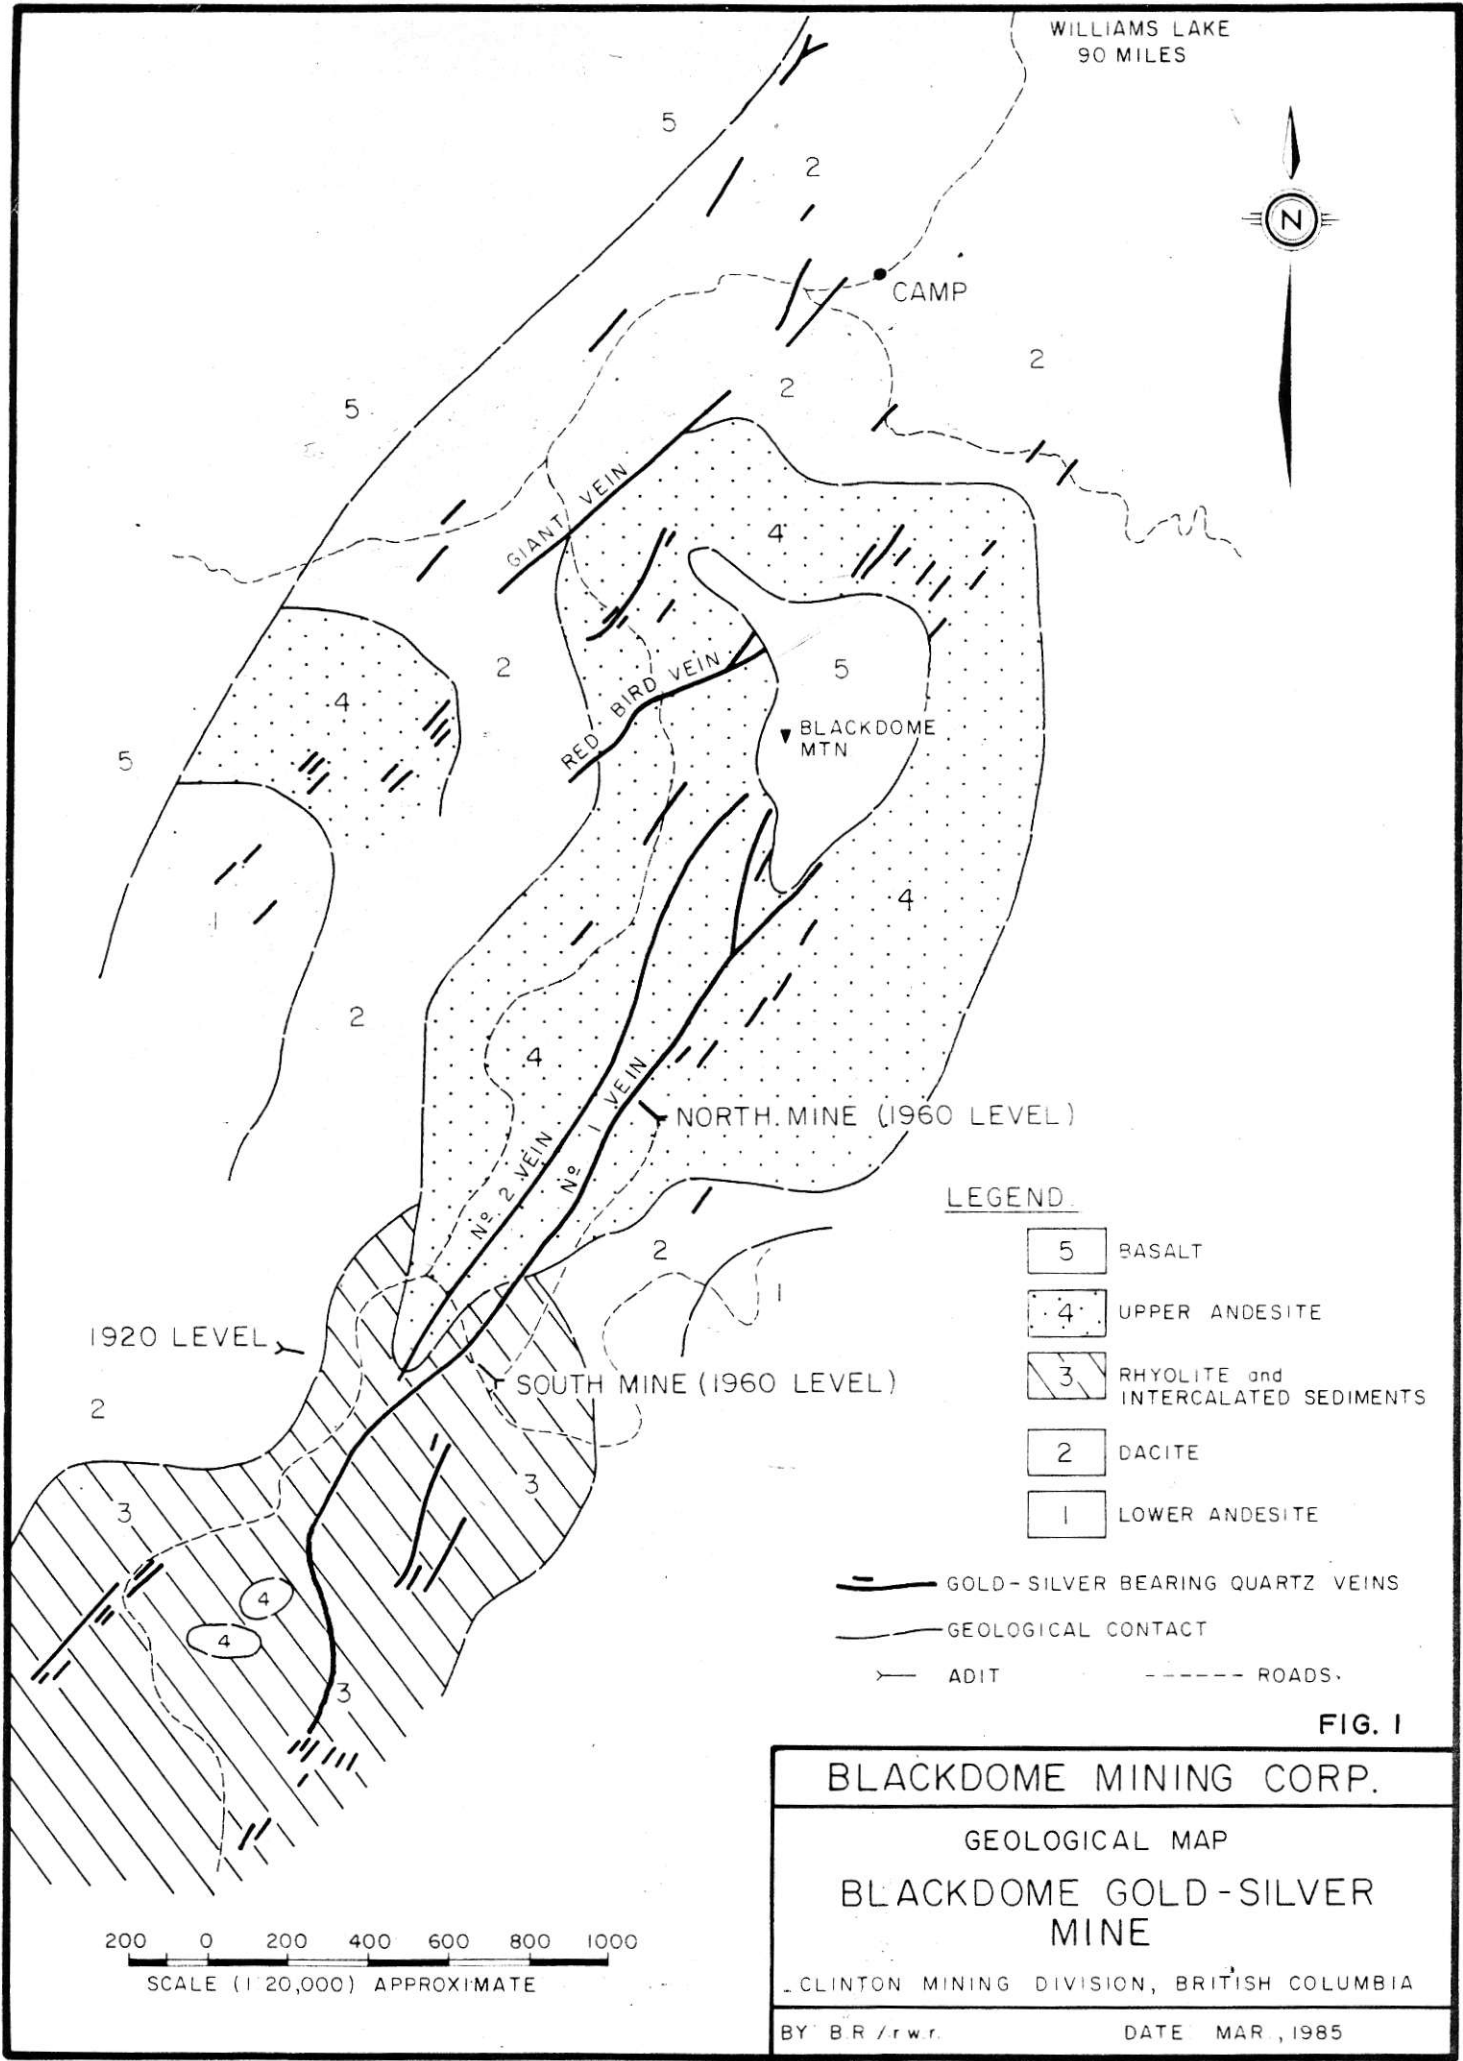 WILLIAMS LAKE
90 MILES
5
2
N
CAMP
2
5
2
GIANT VEIN
4
2
5
RED BIRD VEIN
4
BLACKDOME
MTN
5
4
1
2
4
Nº 2 VEIN
Nº 1 VEIN
NORTH. MINE (1960 LEVEL)
2
1
1920 LEVEL
SOUTH MINE (1960 LEVEL)
2
3
3
4
4
3
LEGEND
5 BASALT
4 UPPER ANDESITE
3 RHYOLITE and
INTERCALATED SEDIMENTS
2 DACITE
1 LOWER ANDESITE
GOLD-SILVER BEARING QUARTZ VEINS
GEOLOGICAL CONTACT
ADIT ROADS.
FIG. 1
BLACKDOME MINING CORP.
GEOLOGICAL MAP
BLACKDOME GOLD-SILVER
MINE
CLINTON MINING DIVISION, BRITISH COLUMBIA
BY B.R /r.w.r. DATE MAR., 1985
200 0 200 400 600 800 1000
SCALE (1:20,000) APPROXIMATE